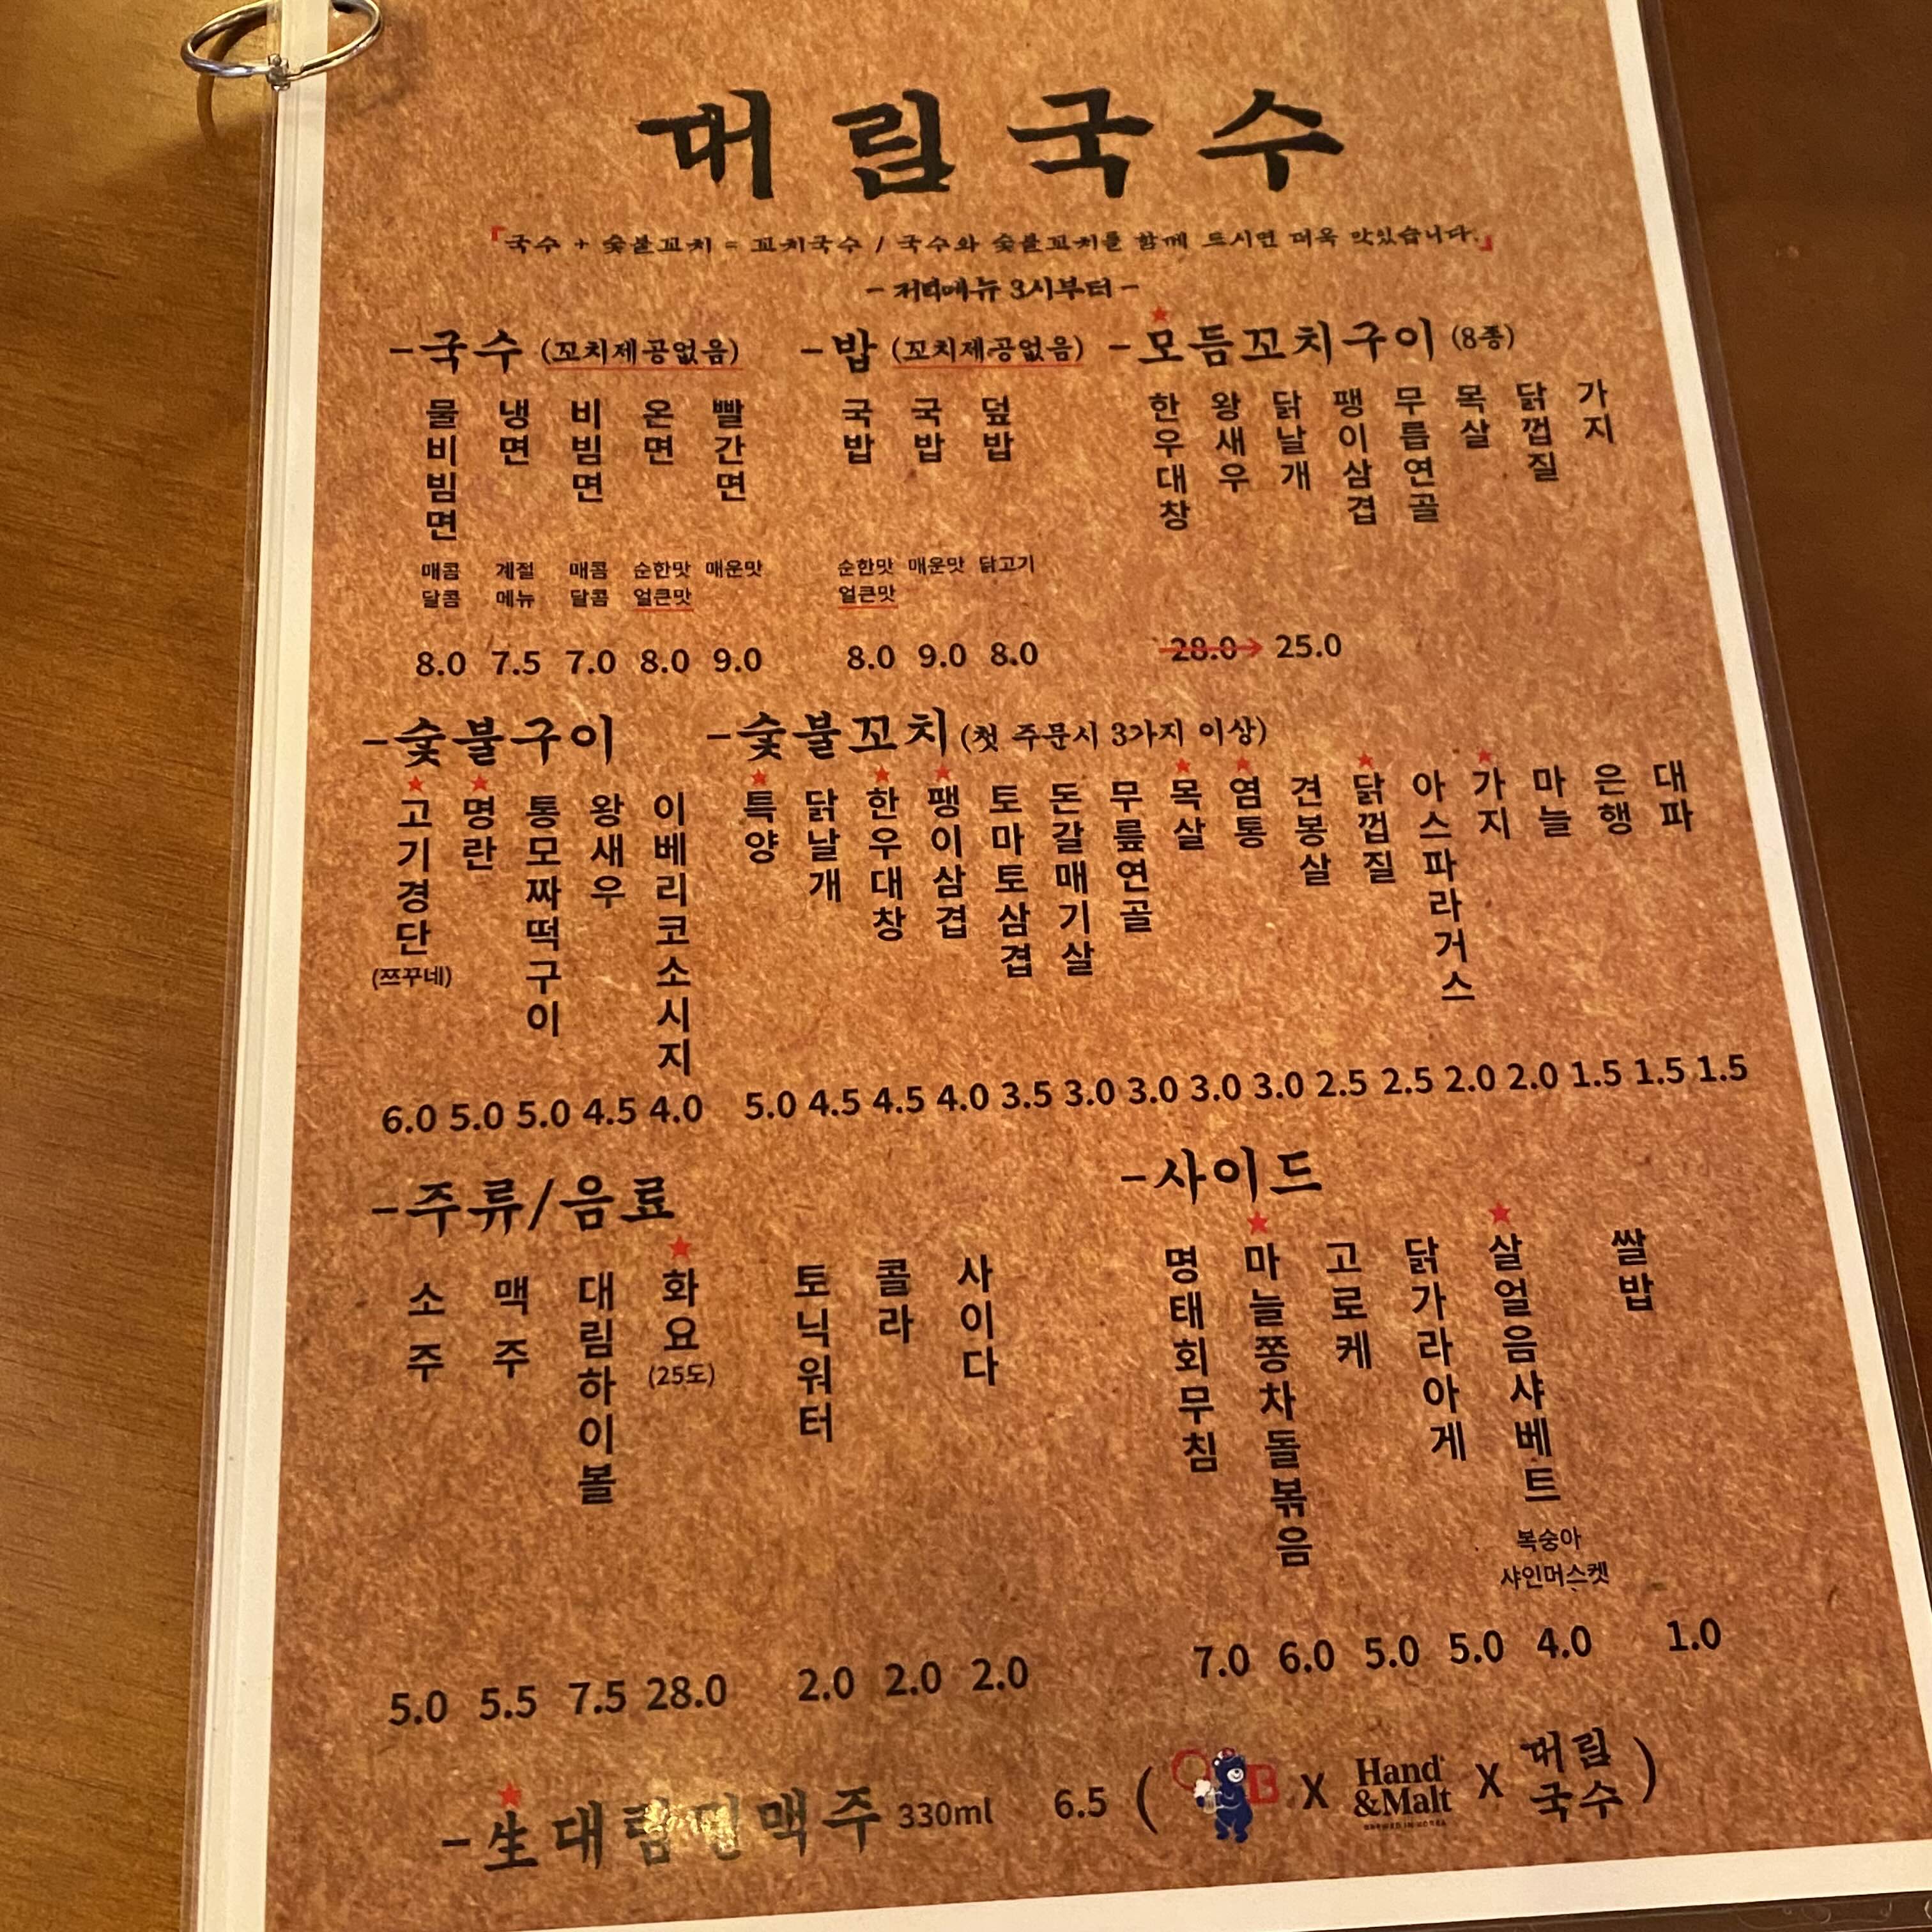 대림국수
『국수 + 숯불꼬치 = 꼬치국수 / 국수와 숯불꼬치를 함께 드시면 더욱 맛있습니다.』
- 저녁메뉴 3시부터 -
-국수 (꼬치제공없음)
물비빔면 냉면 비빔면 온면 빨간면
매콤 계절 매콤 순한맛 매운맛
달콤 메뉴 달콤 얼큰맛
8.0 7.5 7.0 8.0 9.0
-밥 (꼬치제공없음)
국밥 국밥 덮밥
순한맛 매운맛 닭고기
얼큰맛
8.0 9.0 8.0
-모듬꼬치구이 (8종)
한우대창 왕새우 닭날개 팽이삼겹 무릅연골 목살 닭껍질 가지
28.0 → 25.0
-숯불구이
고기경단 명란 통모짜떡구이 왕새우 이베리코소시지
(쯔꾸네)
6.0 5.0 5.0 4.5 4.0
-숯불꼬치 (첫 주문시 3가지 이상)
특양 닭날개 한우대창 팽이삼겹 토마토삼겹 돈갈매기살 무릎연골 목살 염통 견봉살 닭껍질 아스파라거스 가지 마늘 은행 대파
5.0 4.5 4.5 4.0 3.5 3.0 3.0 3.0 3.0 2.5 2.5 2.0 2.0 1.5 1.5 1.5
-주류/음료
소주 맥주 대림하이볼 화요 토닉워터 콜라 사이다
(25도)
5.0 5.5 7.5 28.0 2.0 2.0 2.0
-사이드
명태회무침 마늘쫑차돌볶음 고로케 닭가라아게 살얼음샤베트 쌀밥
복숭아
샤인머스켓
7.0 6.0 5.0 5.0 4.0 1.0
-生대림 맥주 330ml 6.5 ( OB X Hand &Malt X 대림국수 )